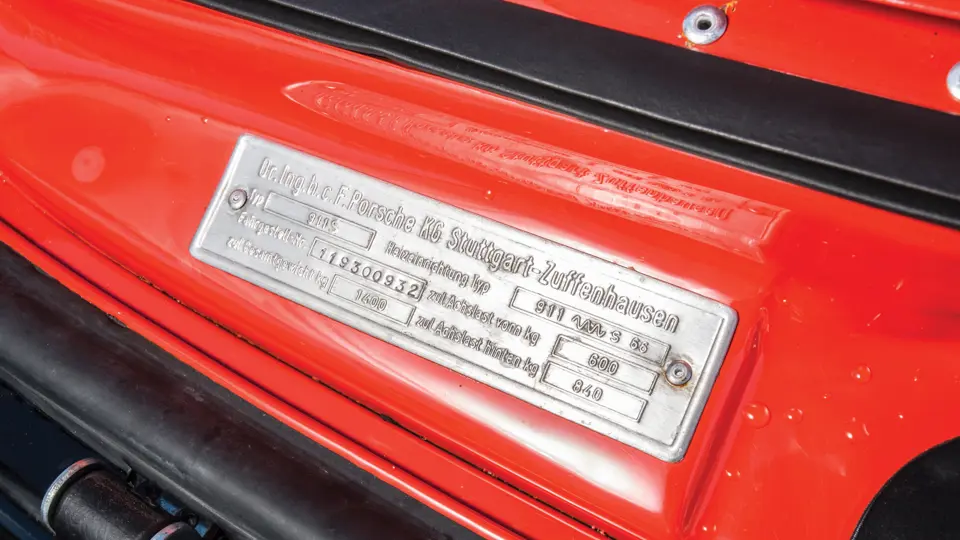 Dr. Ing. h. c. F. Porsche KG Stuttgart-Zuffenhausen
Typ 911S Heizeinrichtung Typ 911 S 66
Fahrgestell-Nr. 119300932 zul Achslast vorn kg 600
zul Gesamtgewicht kg 1400 zul Achslast hinten kg 840